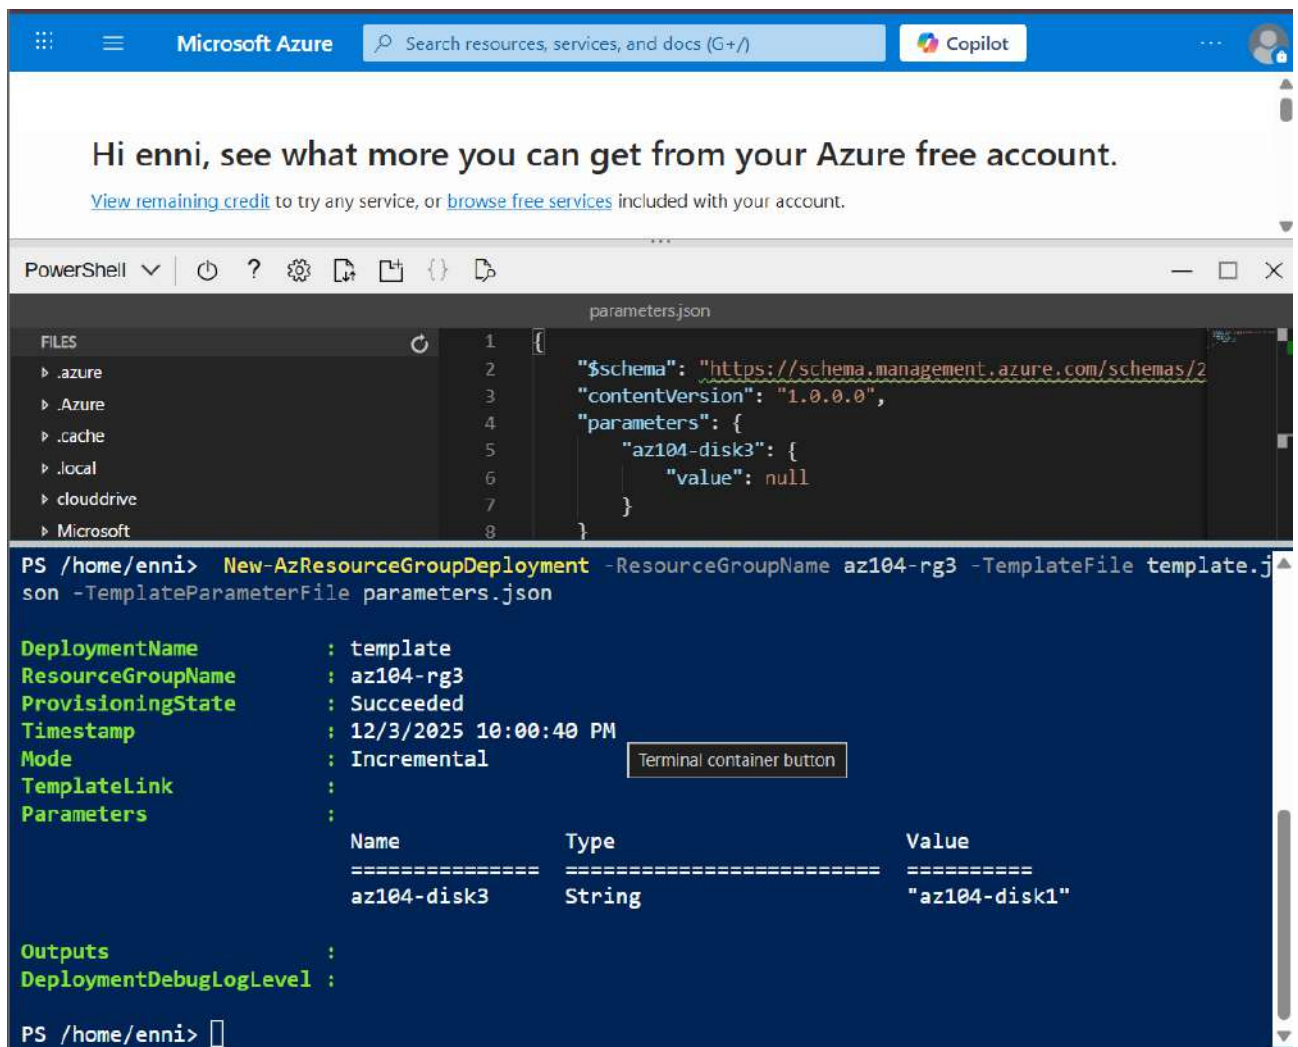 Microsoft Azure
Search resources, services, and docs (G+/)
Copilot
Hi enni, see what more you can get from your Azure free account.
View remaining credit to try any service, or browse free services included with your account.
PowerShell
parameters.json
FILES
.azure
.Azure
.cache
.local
clouddrive
Microsoft
1 {
2 "$schema": "https://schema.management.azure.com/schemas/2
3 "contentVersion": "1.0.0.0",
4 "parameters": {
5 "az104-disk3": {
6 "value": null
7 }
8 }
PS /home/enni> New-AzResourceGroupDeployment -ResourceGroupName az104-rg3 -TemplateFile template.j
son -TemplateParameterFile parameters.json
DeploymentName : template
ResourceGroupName : az104-rg3
ProvisioningState : Succeeded
Timestamp : 12/3/2025 10:00:40 PM
Mode : Incremental
Terminal container button
TemplateLink :
Parameters :
Name Type Value
=============== ========================= ==========
az104-disk3 String "az104-disk1"
Outputs :
DeploymentDebugLogLevel :
PS /home/enni>